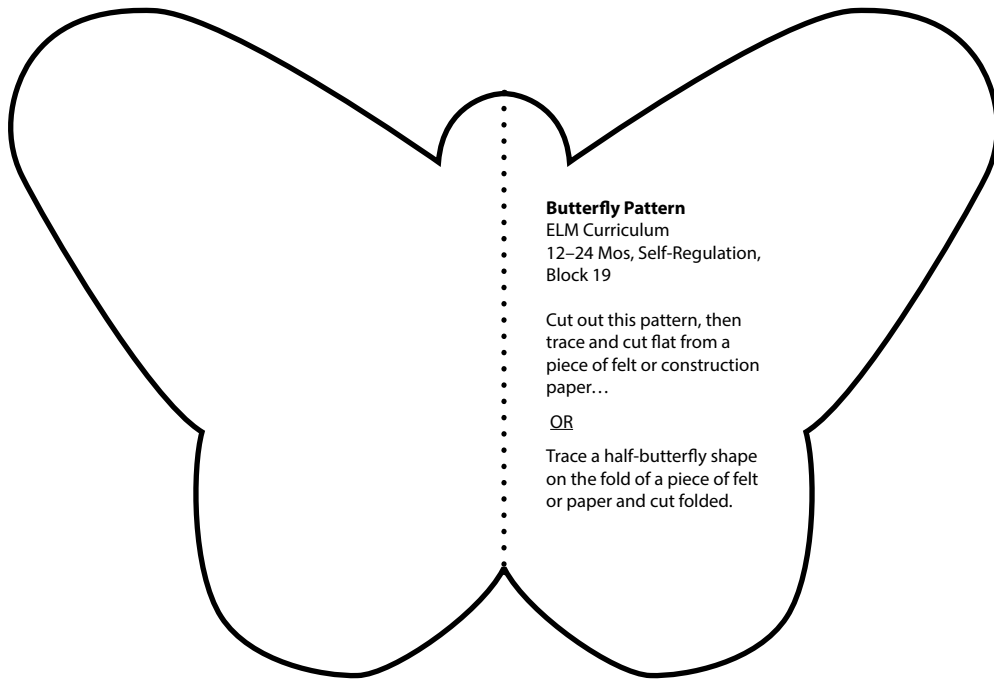 Butterfly Pattern
ELM Curriculum
12–24 Mos, Self-Regulation,
Block 19
Cut out this pattern, then
trace and cut flat from a
piece of felt or construction
paper…
OR
Trace a half-butterfly shape
on the fold of a piece of felt
or paper and cut folded.